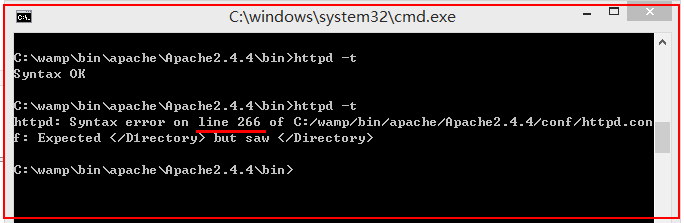 C:\windows\system32\cmd.exe
C:\wamp\bin\apache\Apache2.4.4\bin>httpd -t
Syntax OK
C:\wamp\bin\apache\Apache2.4.4\bin>httpd -t
httpd: Syntax error on line 266 of C:/wamp/bin/apache/Apache2.4.4/conf/httpd.con
f: Expected </D1rectory> but saw </Directory>
C:\wamp\bin\apache\Apache2.4.4\bin>